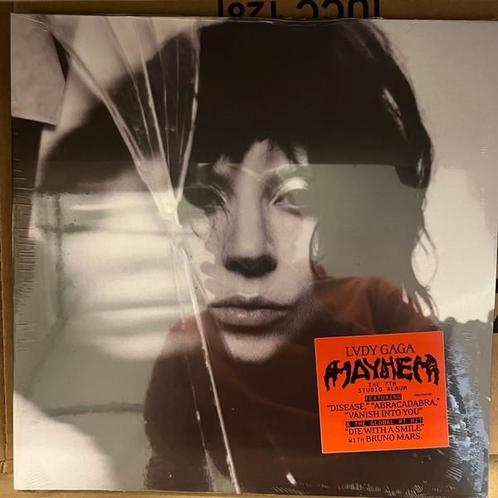 LVDY GAGA
MAYHEM
THE 7TH
STUDIO ALBUM
FEATURING
"DISEASE," "ABRACADABRA,"
"VANISH INTO YOU"
& THE GLOBAL #1 HIT
"DIE WITH A SMILE"
WITH BRUNO MARS.